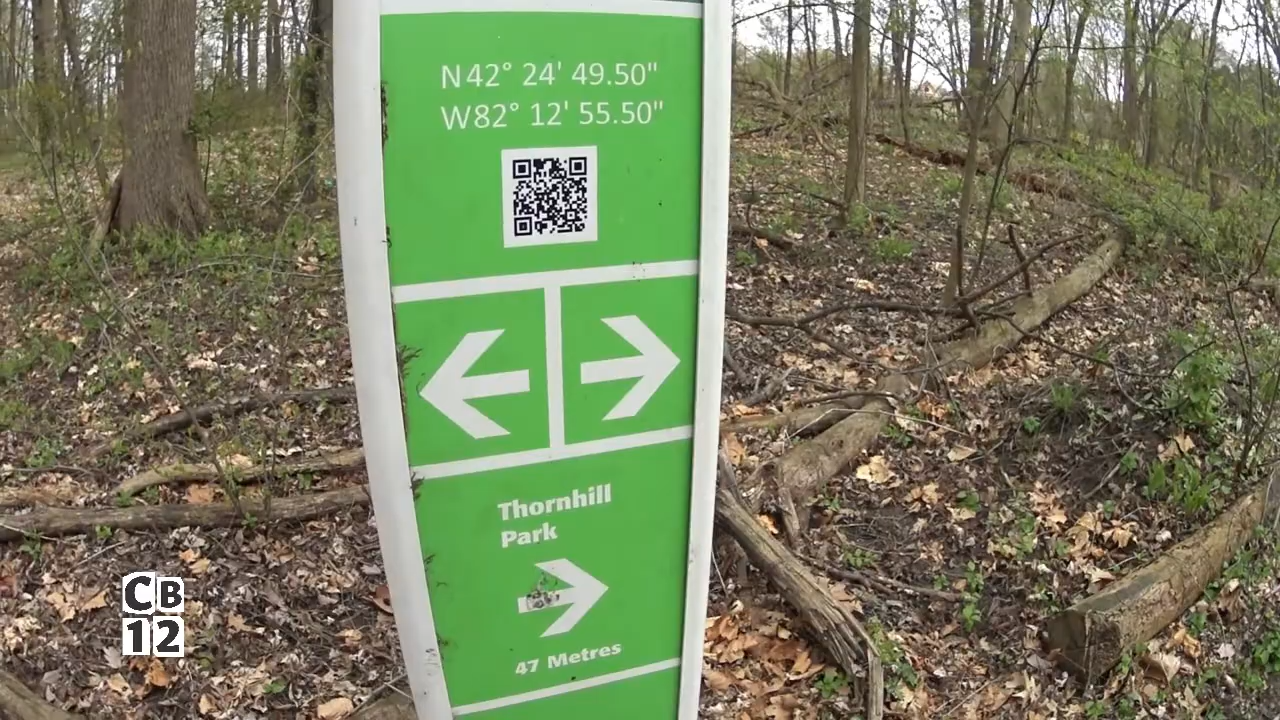 N42° 24' 49.50"
W82° 12' 55.50"
Thornhill
Park
47 Metres
CB
12